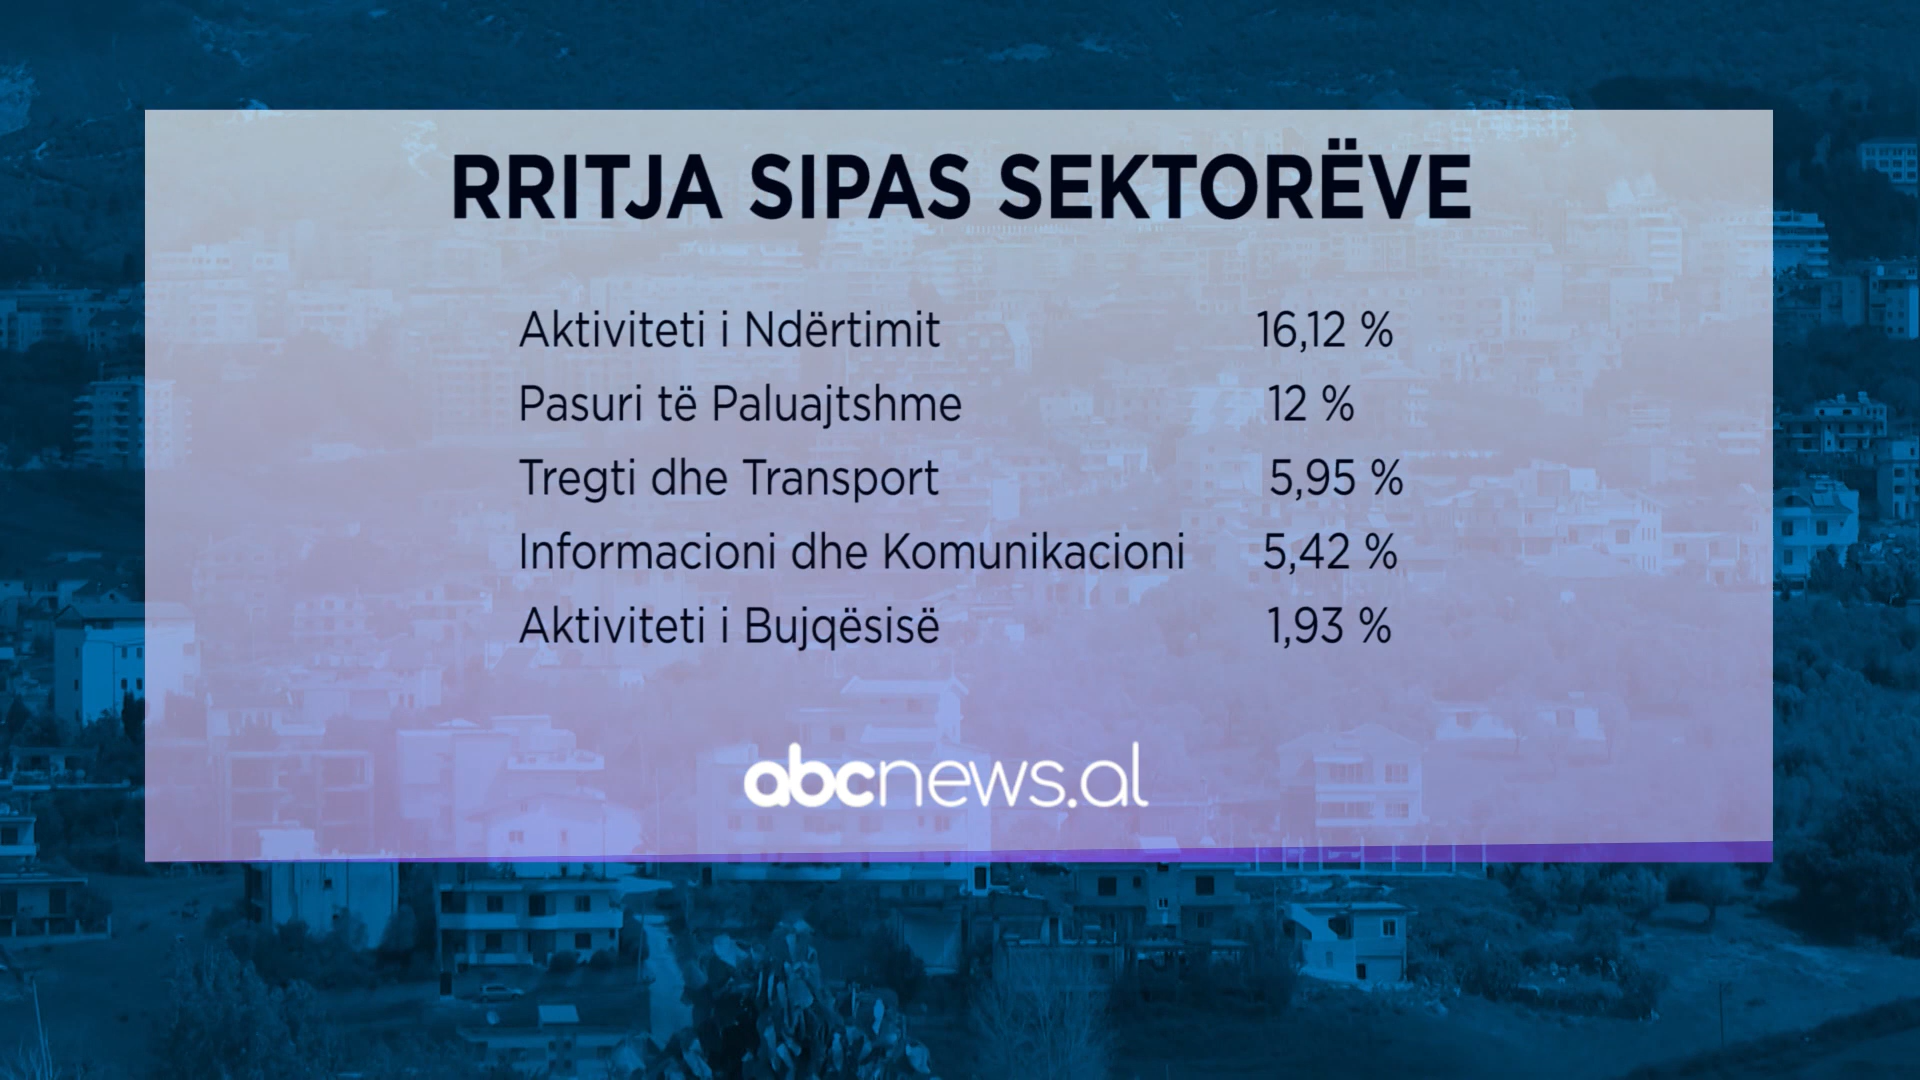 RRITJA SIPAS SEKTORËVE
Aktiviteti i Ndërtimit 16,12 %
Pasuri të Paluajtshme 12 %
Tregti dhe Transport 5,95 %
Informacioni dhe Komunikacioni 5,42 %
Aktiviteti i Bujqësisë 1,93 %
abcnews.al